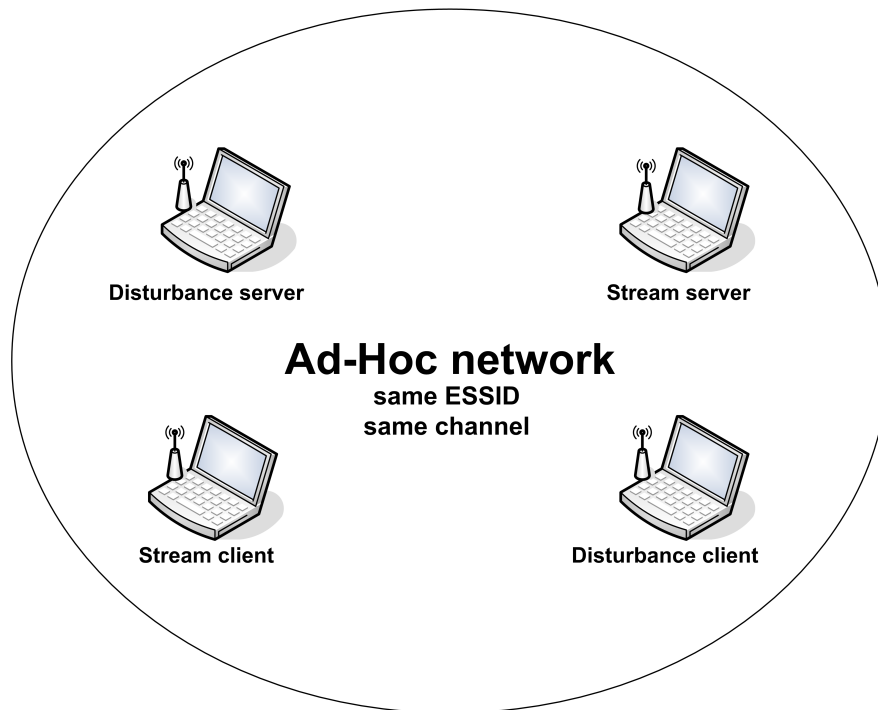 Disturbance server
Stream server
Ad-Hoc network
same ESSID
same channel
Stream client
Disturbance client